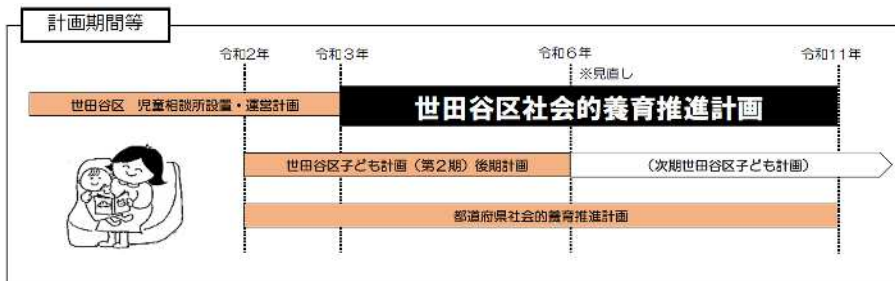 計画期間等
令和2年
令和3年
令和6年
令和11年
※見直し
世田谷区　児童相談所設置・運営計画
世田谷区社会的養育推進計画
世田谷区子ども計画（第2期）後期計画
（次期世田谷区子ども計画）
都道府県社会的養育推進計画